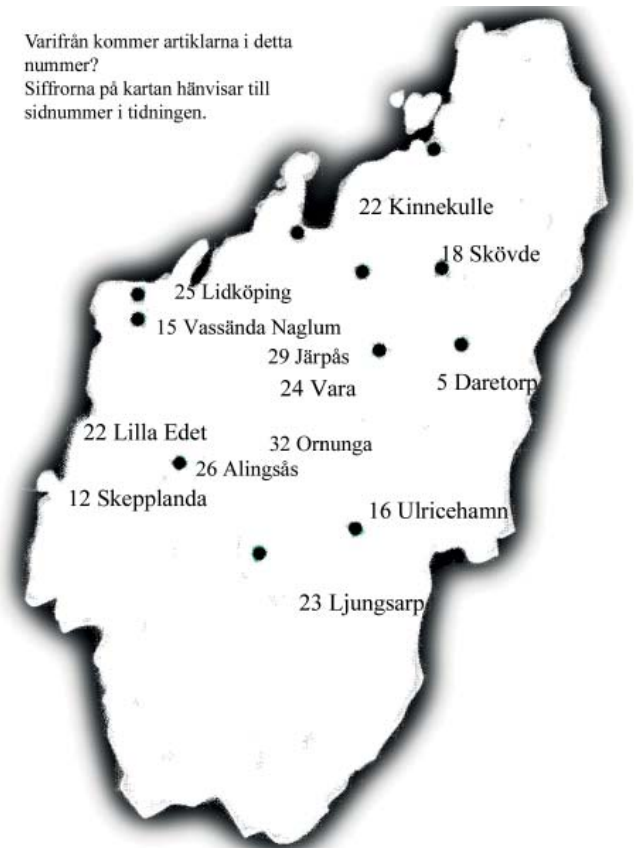 Varifrån kommer artiklarna i detta
nummer?
Siffrorna på kartan hänvisar till
sidnummer i tidningen.
22 Kinnekulle
18 Skövde
25 Lidköping
15 Vassända Naglum
29 Järpås
24 Vara
5 Daretorp
22 Lilla Edet
32 Ornunga
26 Alingsås
12 Skepplanda
16 Ulricehamn
23 Ljungsarp